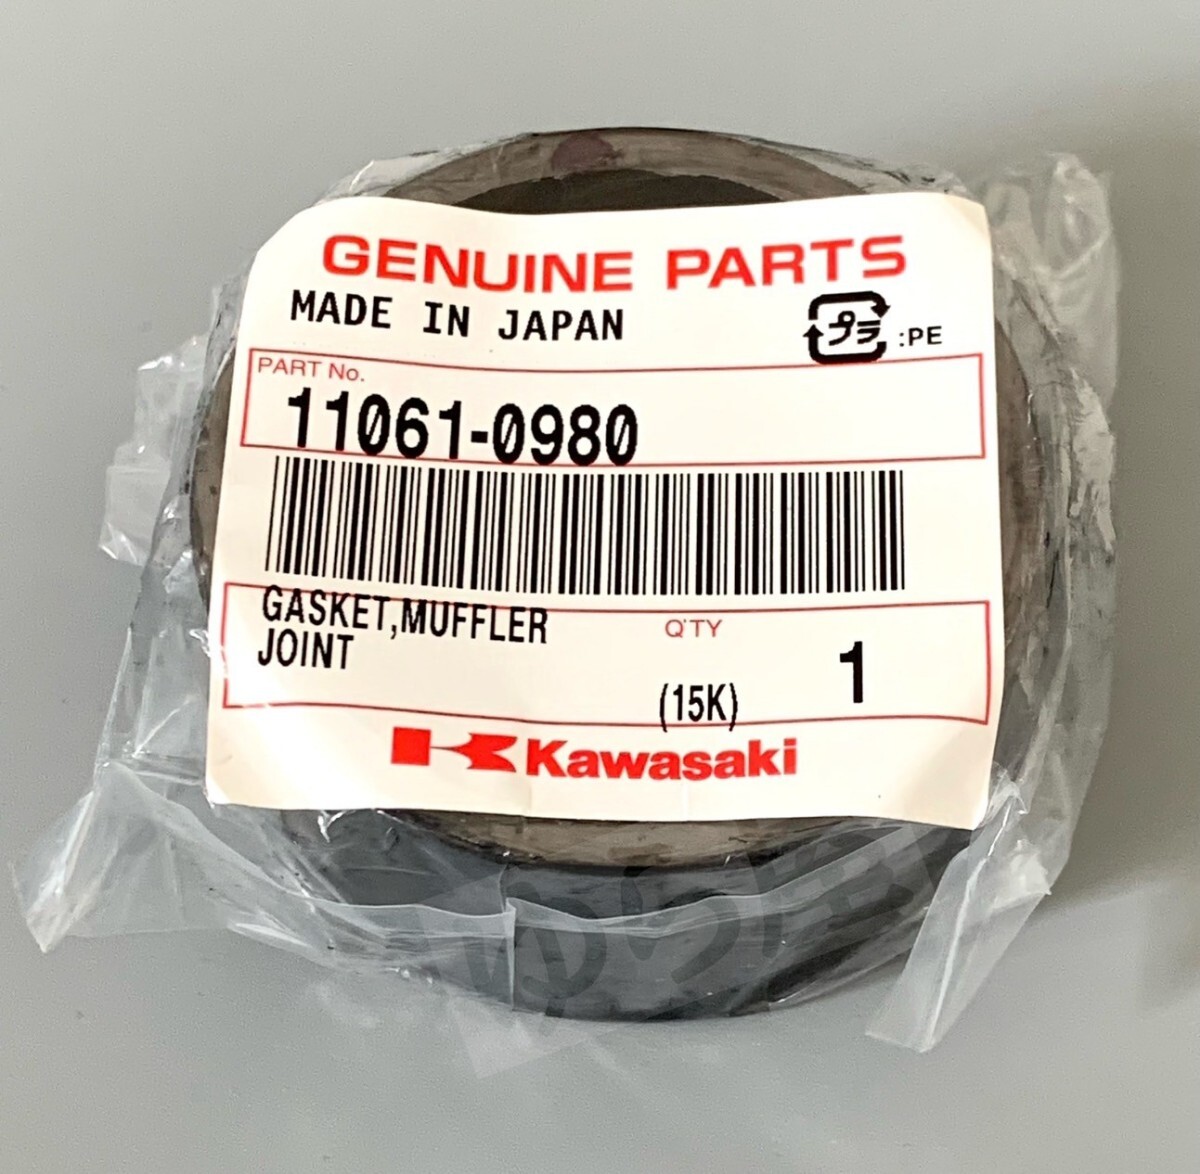 GENUINE PARTS
MADE IN JAPAN
プラ :PE
PART No.
11061-0980
GASKET,MUFFLER
JOINT
Q'TY
(15K)
1
Kawasaki